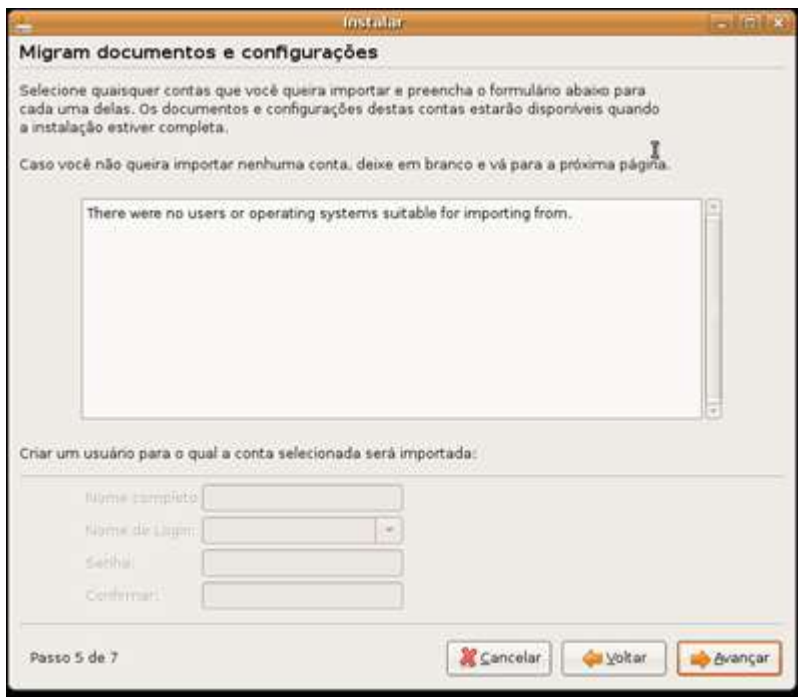 Instalar
Migram documentos e configurações
Selecione quaisquer contas que você queira importar e preencha o formulário abaixo para
cada uma delas. Os documentos e configurações destas contas estarão disponíveis quando
a instalação estiver completa.
Caso você não queira importar nenhuma conta, deixe em branco e vá para a próxima página.
There were no users or operating systems suitable for importing from.
Criar um usuário para o qual a conta selecionada será importada:
Nome completo
Nome de Login:
Senha:
Confirmar:
Passo 5 de 7
Cancelar
Voltar
Avançar